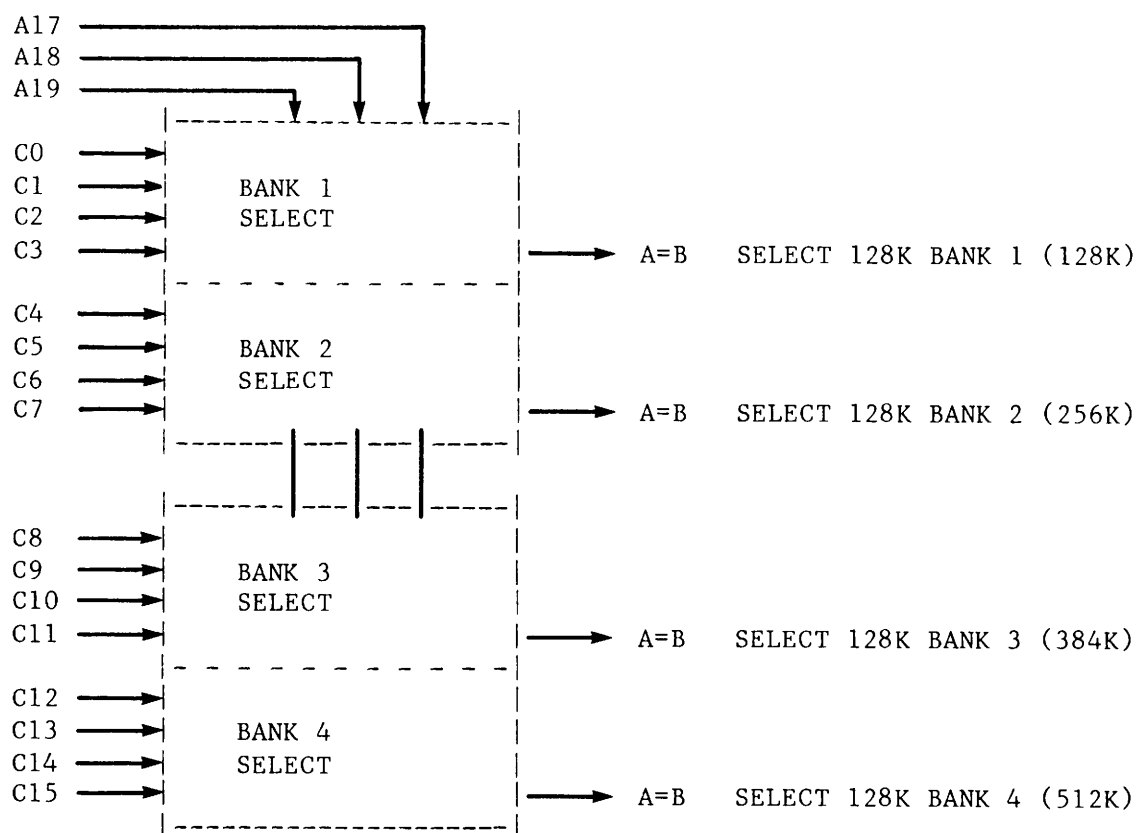 A17
A18
A19
C0
C1
C2
C3
BANK 1
SELECT
A=B SELECT 128K BANK 1 (128K)
C4
C5
C6
C7
BANK 2
SELECT
A=B SELECT 128K BANK 2 (256K)
C8
C9
C10
C11
BANK 3
SELECT
A=B SELECT 128K BANK 3 (384K)
C12
C13
C14
C15
BANK 4
SELECT
A=B SELECT 128K BANK 4 (512K)